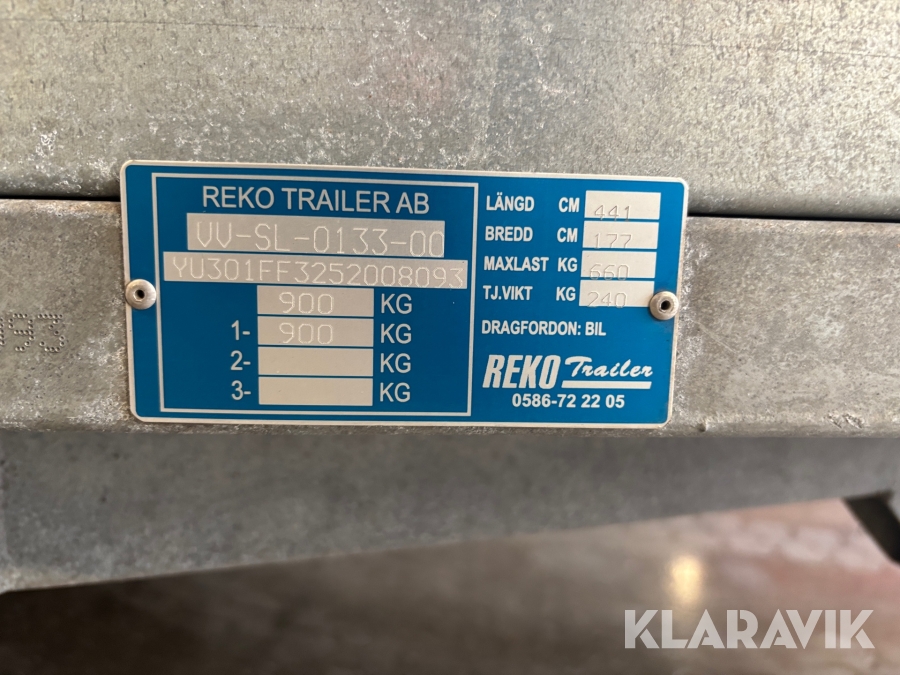 REKO TRAILER AB
VV-SL-0133-00
YU301FF3252008093
900 KG
1- 900 KG
2- KG
3- KG
LÄNGD CM 441
BREDD CM 177
MAXLAST KG 660
TJ.VIKT KG 240
DRAGFORDON: BIL
REKO Trailer
0586-72 22 05
KLARAVIK